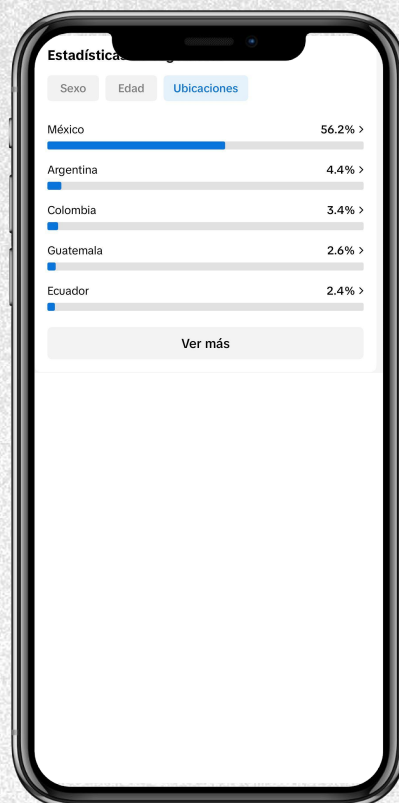 Estadísticas
Sexo Edad Ubicaciones
México 56.2% >
Argentina 4.4% >
Colombia 3.4% >
Guatemala 2.6% >
Ecuador 2.4% >
Ver más